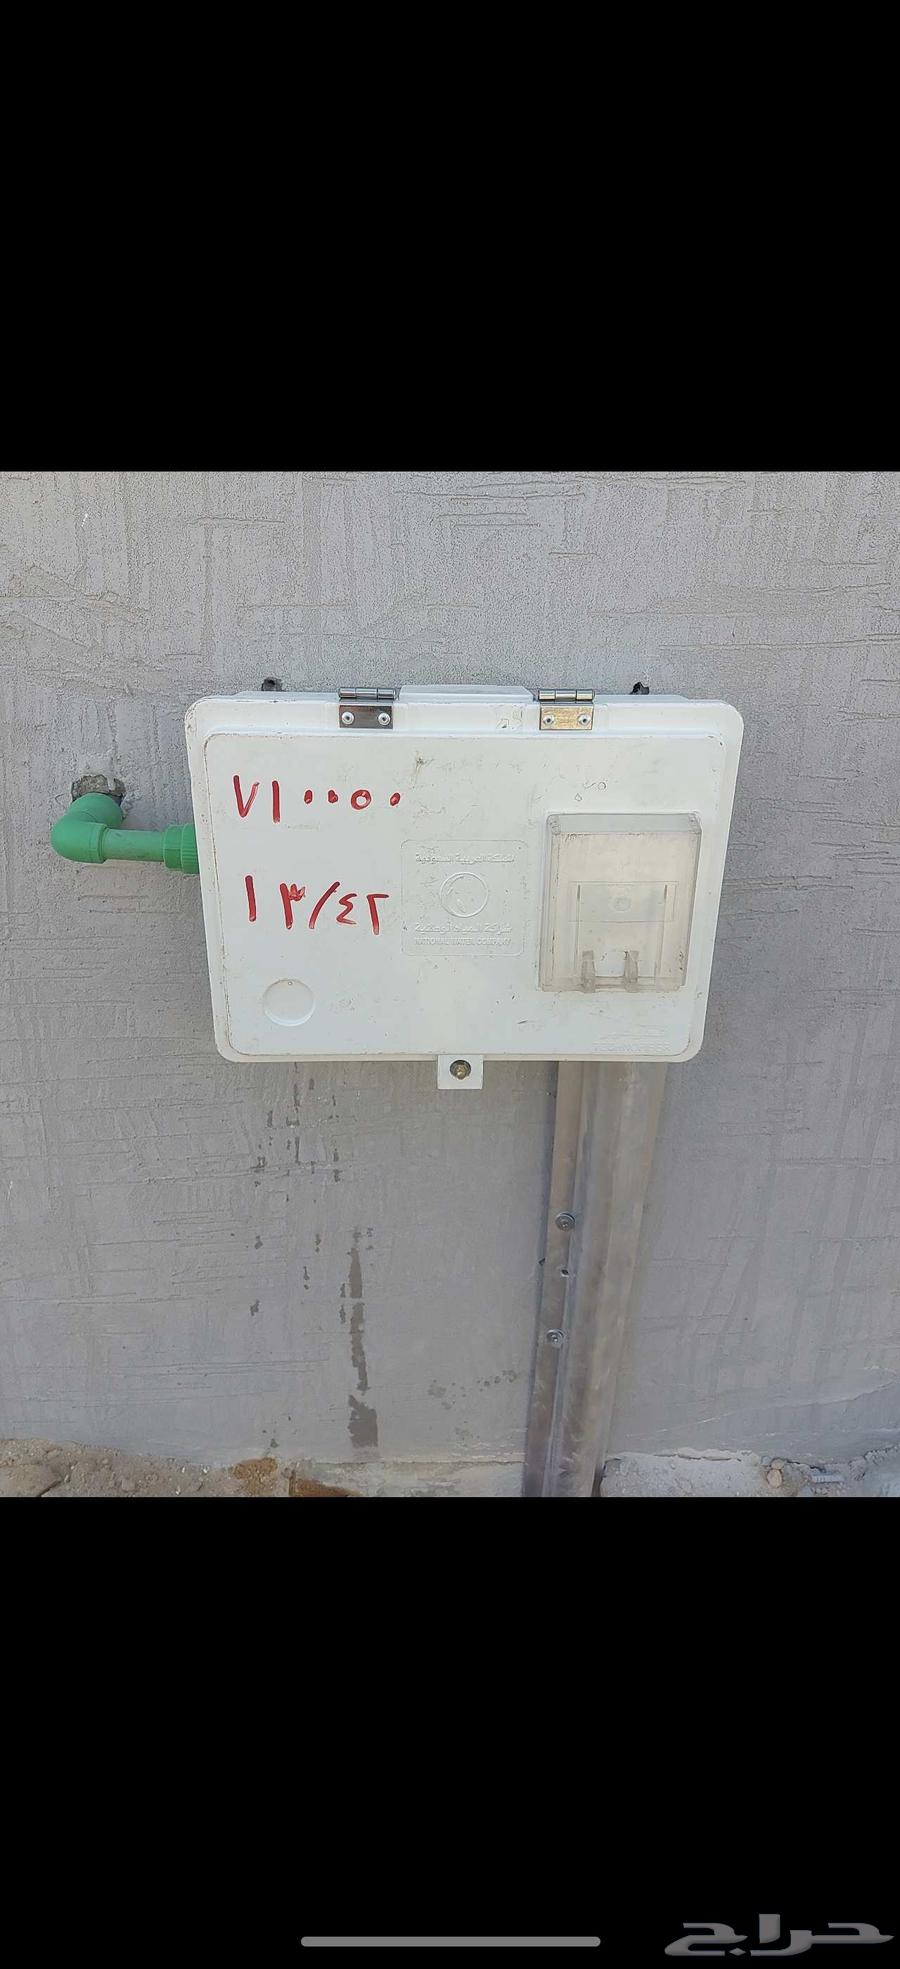 ٧١٠٠٥٠
المملكة العربية السعودية
١٣/٤٢
شركة المياه الوطنية
NATIONAL WATER COMPANY
حراج